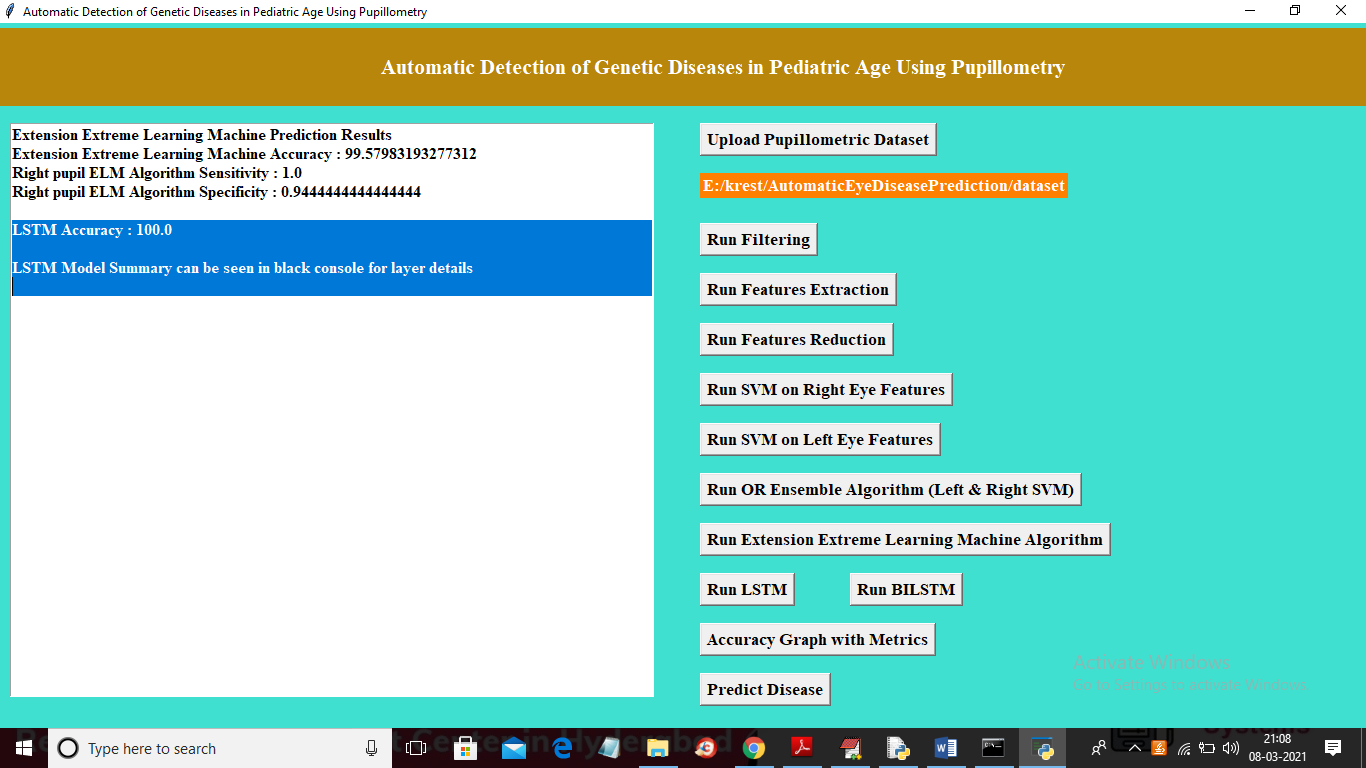 Automatic Detection of Genetic Diseases in Pediatric Age Using Pupillometry
Automatic Detection of Genetic Diseases in Pediatric Age Using Pupillometry
Extension Extreme Learning Machine Prediction Results
Extension Extreme Learning Machine Accuracy : 99.57983193277312
Right pupil ELM Algorithm Sensitivity : 1.0
Right pupil ELM Algorithm Specificity : 0.9444444444444444
LSTM Accuracy : 100.0
LSTM Model Summary can be seen in black console for layer details
Upload Pupillometric Dataset
E:/krest/AutomaticEyeDiseasePrediction/dataset
Run Filtering
Run Features Extraction
Run Features Reduction
Run SVM on Right Eye Features
Run SVM on Left Eye Features
Run OR Ensemble Algorithm (Left & Right SVM)
Run Extension Extreme Learning Machine Algorithm
Run LSTM
Run BILSTM
Accuracy Graph with Metrics
Predict Disease
Activate Windows
Go to Settings to activate Windows.
Type here to search
21:08
08-03-2021